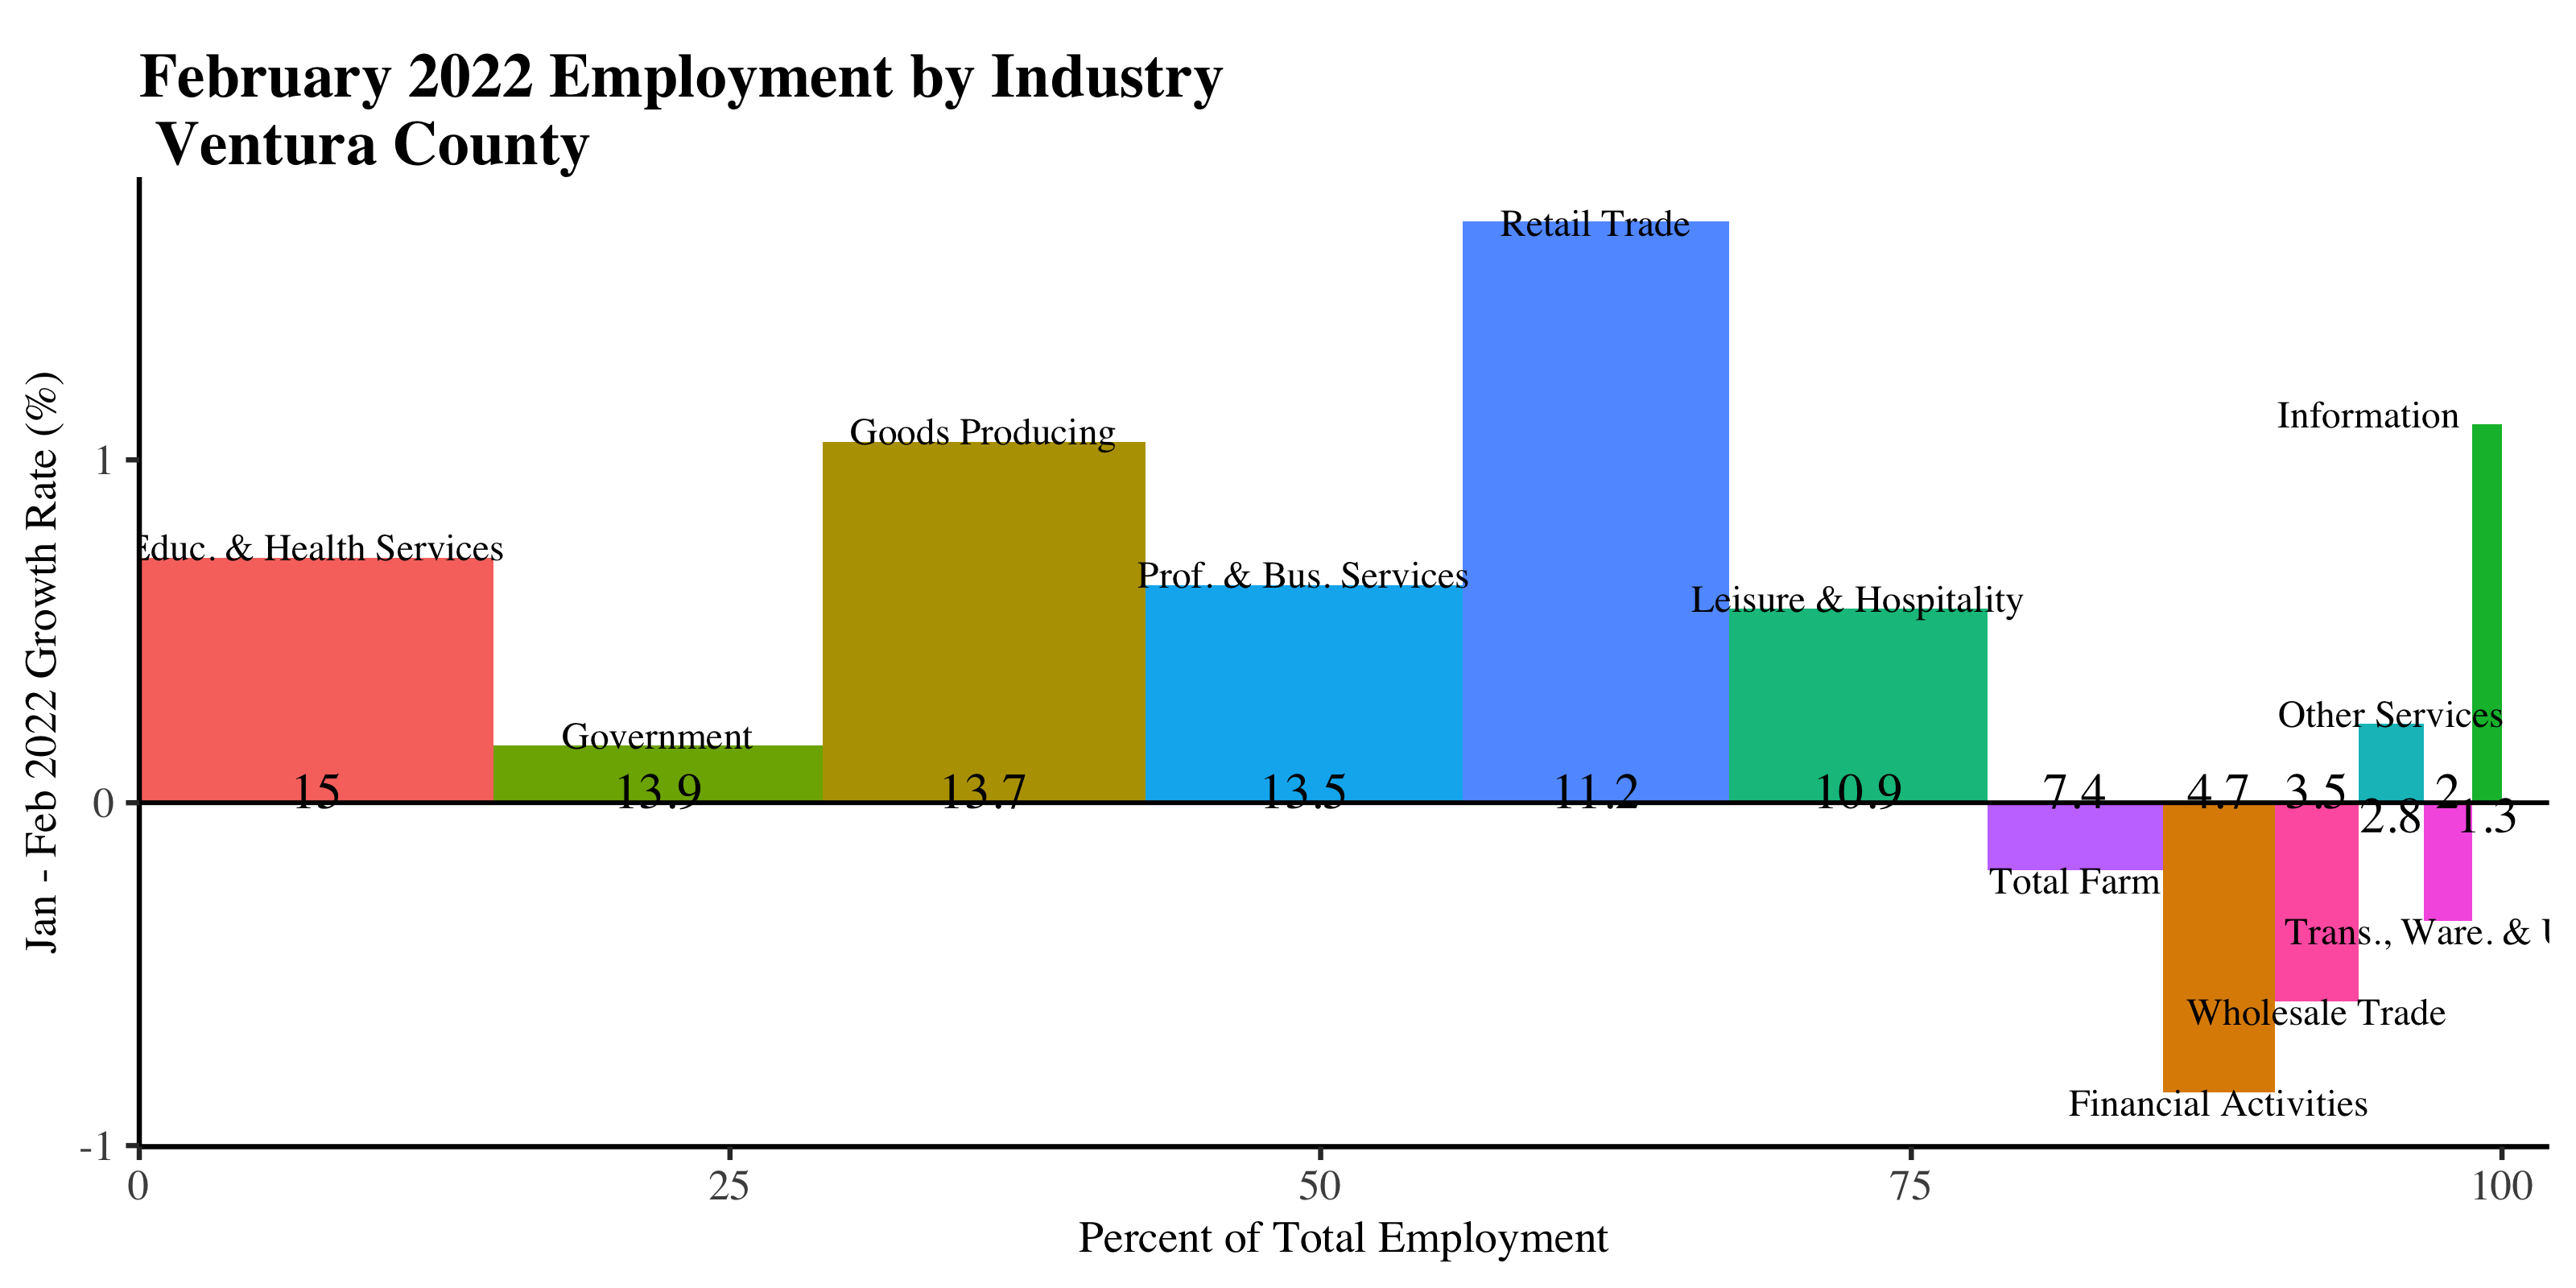 February 2022 Employment by Industry
Ventura County
Retail Trade
Information
Goods Producing
Educ. & Health Services
Prof. & Bus. Services
Leisure & Hospitality
Other Services
Government
15 13.9 13.7 13.5 11.2 10.9 7.4 4.7 3.5 2
2.8 1.3
Total Farm
Trans., Ware. &
Wholesale Trade
Financial Activities
Jan - Feb 2022 Growth Rate (%)
1
0
-1
0 25 50 75 100
Percent of Total Employment